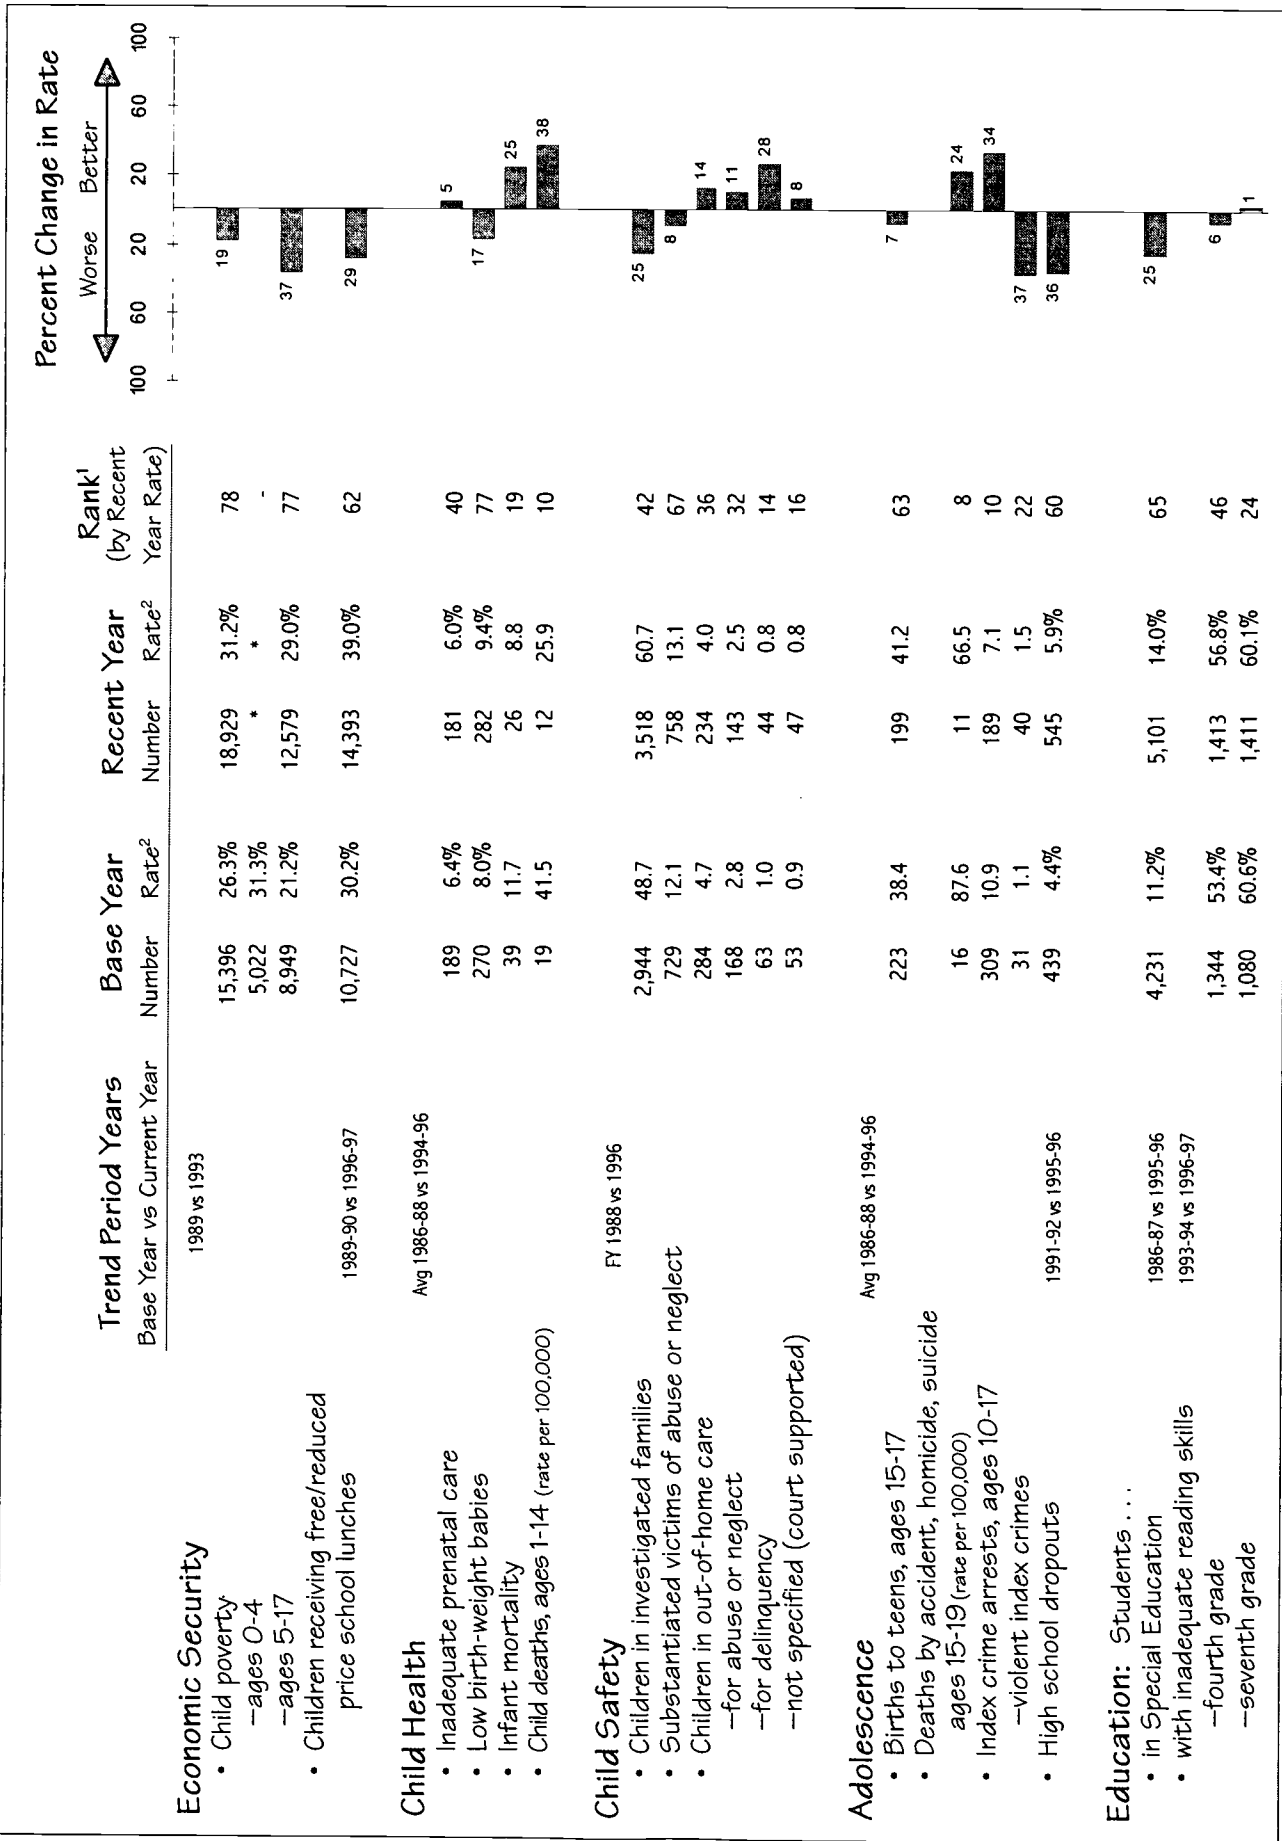 Percent Change in Rate
Worse Better
100 60 20 20 60 100
Trend Period Years Base Year Recent Year Rank¹
(by Recent
Base Year vs Current Year Number Rate² Number Rate² Year Rate)
Economic Security
1989 vs 1993
• Child poverty 15,396 26.3% 18,929 31.2% 78 19
—ages 0-4 5,022 31.3% * * -
—ages 5-17 8,949 21.2% 12,579 29.0% 77 37
• Children receiving free/reduced
price school lunches 1989-90 vs 1996-97 10,727 30.2% 14,393 39.0% 62 29
Child Health
Avg 1986-88 vs 1994-96
• Inadequate prenatal care 189 6.4% 181 6.0% 40 5
• Low birth-weight babies 270 8.0% 282 9.4% 77 17
• Infant mortality 39 11.7 26 8.8 19 25
• Child deaths, ages 1-14 (rate per 100,000) 19 41.5 12 25.9 10 38
Child Safety
FY 1988 vs 1996
• Children in investigated families 2,944 48.7 3,518 60.7 42 25
• Substantiated victims of abuse or neglect 729 12.1 758 13.1 67 8
• Children in out-of-home care 284 4.7 234 4.0 36 14
—for abuse or neglect 168 2.8 143 2.5 32 11
—for delinquency 63 1.0 44 0.8 14 28
—not specified (court supported) 53 0.9 47 0.8 16 8
Adolescence
Avg 1986-88 vs 1994-96
• Births to teens, ages 15-17 223 38.4 199 41.2 63 7
• Deaths by accident, homicide, suicide
ages 15-19 (rate per 100,000) 16 87.6 11 66.5 8 24
• Index crime arrests, ages 10-17 309 10.9 189 7.1 10 34
—violent index crimes 31 1.1 40 1.5 22 37
• High school dropouts 1991-92 vs 1995-96 439 4.4% 545 5.9% 60 36
Education: Students . . . .
• in Special Education 1986-87 vs 1995-96 4,231 11.2% 5,101 14.0% 65 25
• with inadequate reading skills 1993-94 vs 1996-97
—fourth grade 1,344 53.4% 1,413 56.8% 46 6
—seventh grade 1,080 60.6% 1,411 60.1% 24 1